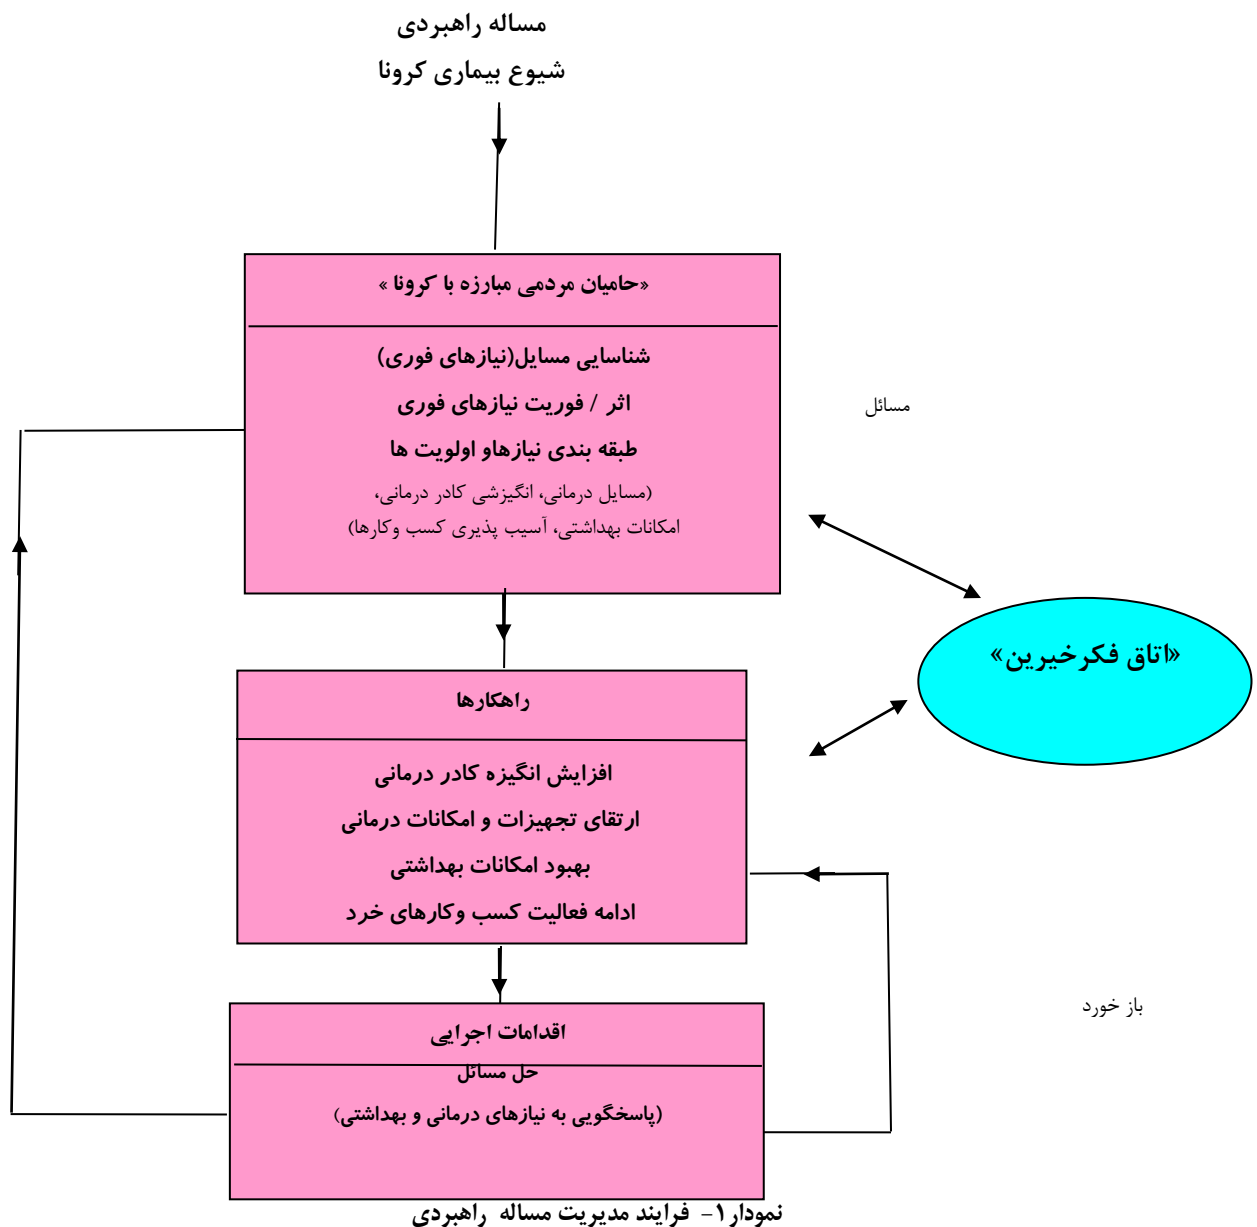 مساله راهبردی
شیوع بیماری کرونا
«حامیان مردمی مبارزه با کرونا »
شناسایی مسایل(نیازهای فوری)
اثر / فوریت نیازهای فوری
طبقه بندی نیازهاو اولویت ها
(مسایل درمانی، انگیزشی کادر درمانی،
امکانات بهداشتی، آسیب پذیری کسب وکارها)
مسائل
«اتاق فکرخیرین»
راهکارها
افزایش انگیزه کادر درمانی
ارتقای تجهیزات و امکانات درمانی
بهبود امکانات بهداشتی
ادامه فعالیت کسب وکارهای خرد
باز خورد
اقدامات اجرایی
حل مسائل
(پاسخگویی به نیازهای درمانی و بهداشتی)
نمودار۱- فرایند مدیریت مساله راهبردی